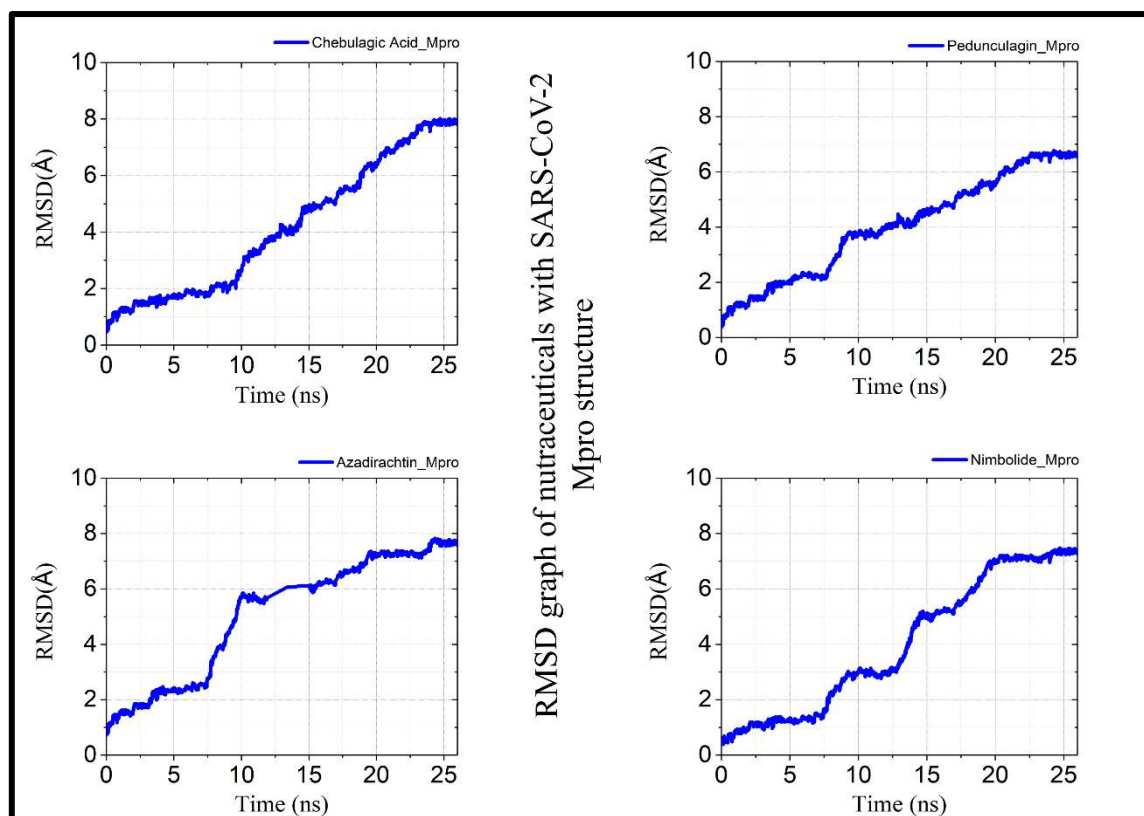 Chebulagic Acid_Mpro
10
8
6
4
2
0
RMSD(Å)
0 5 10 15 20 25
Time (ns)
Pedunculagin_Mpro
10
8
6
4
2
0
RMSD(Å)
0 5 10 15 20 25
Time (ns)
RMSD graph of nutraceuticals with SARS-CoV-2
Mpro structure
Azadirachtin_Mpro
10
8
6
4
2
0
RMSD(Å)
0 5 10 15 20 25
Time (ns)
Nimbolide_Mpro
10
8
6
4
2
0
RMSD(Å)
0 5 10 15 20 25
Time (ns)